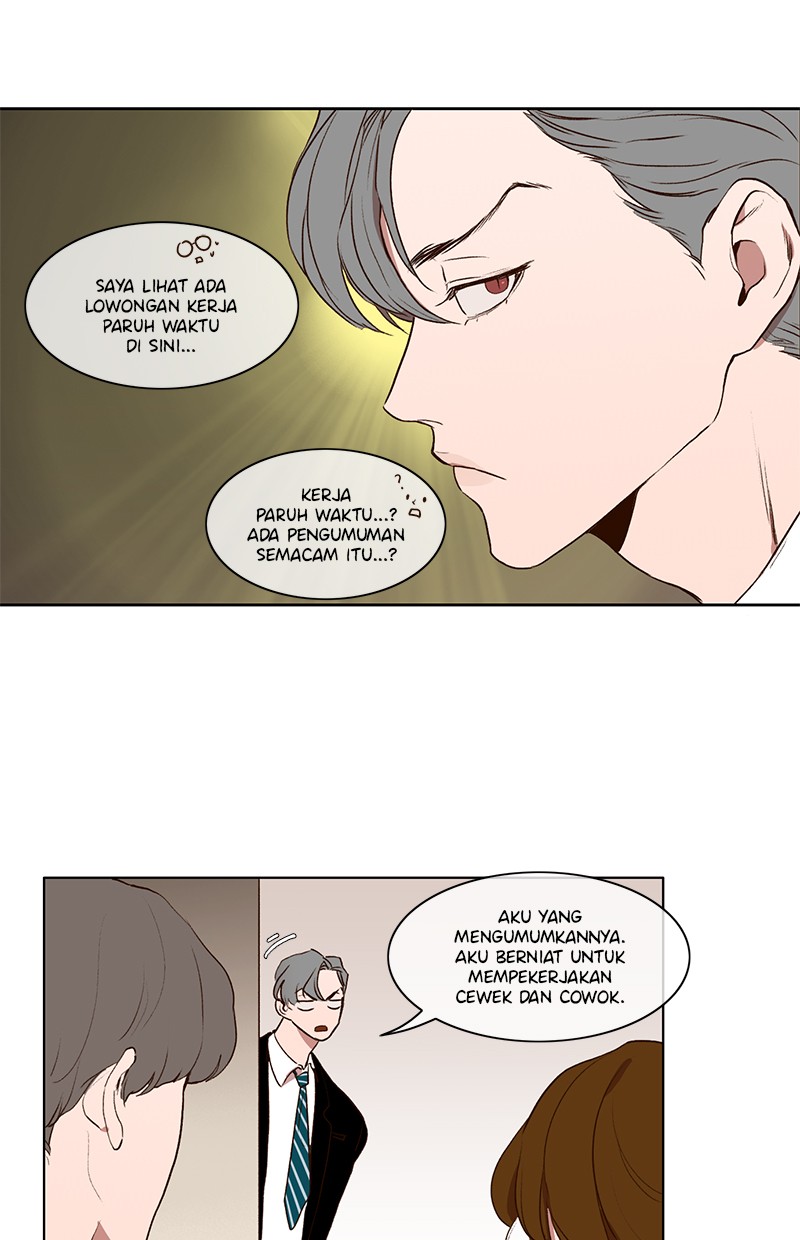 SAYA LIHAT ADA
LOWONGAN KERJA
PARUH WAKTU
DI SINI...
KERJA
PARUH WAKTU...?
ADA PENGUMUMAN
SEMACAM ITU...?
AKU YANG
MENGUMUMKANNYA.
AKU BERNIAT UNTUK
MEMPEKERJAKAN
CEWEK DAN COWOK.